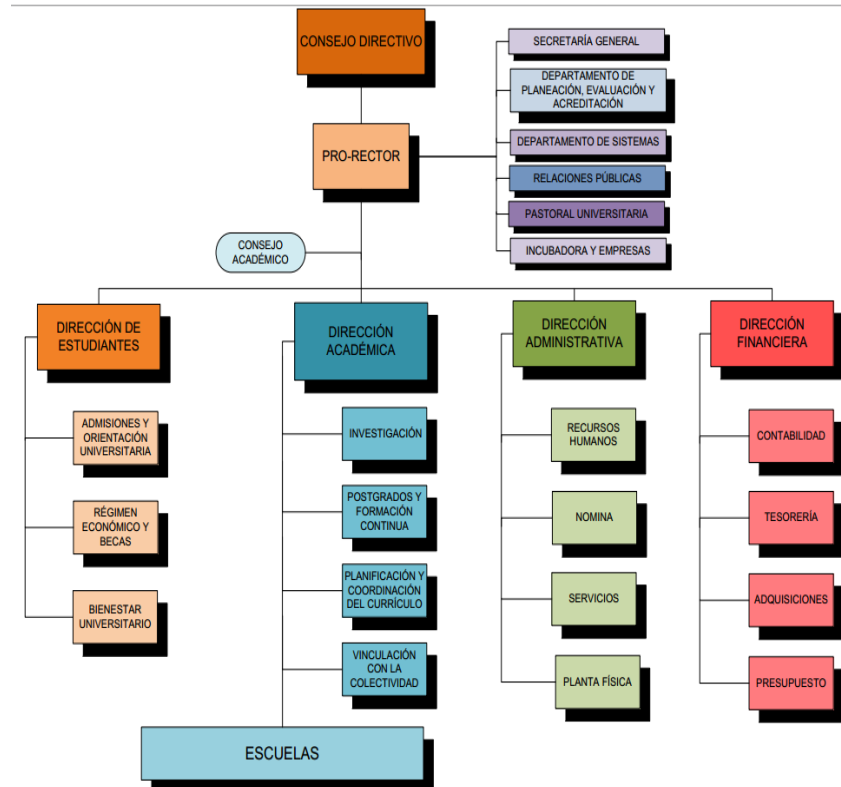 CONSEJO DIRECTIVO
SECRETARÍA GENERAL
DEPARTAMENTO DE
PLANEACIÓN, EVALUACIÓN Y
ACREDITACIÓN
PRO-RECTOR
DEPARTAMENTO DE SISTEMAS
RELACIONES PÚBLICAS
PASTORAL UNIVERSITARIA
INCUBADORA Y EMPRESAS
CONSEJO
ACADÉMICO
DIRECCIÓN DE
ESTUDIANTES
ADMISIONES Y
ORIENTACIÓN
UNIVERSITARIA
RÉGIMEN
ECONÓMICO Y
BECAS
BIENESTAR
UNIVERSITARIO
DIRECCIÓN
ACADÉMICA
INVESTIGACIÓN
POSTGRADOS Y
FORMACIÓN
CONTINUA
PLANIFICACIÓN Y
COORDINACIÓN
DEL CURRÍCULO
VINCULACIÓN
CON LA
COLECTIVIDAD
ESCUELAS
DIRECCIÓN
ADMINISTRATIVA
RECURSOS
HUMANOS
NOMINA
SERVICIOS
PLANTA FÍSICA
DIRECCIÓN
FINANCIERA
CONTABILIDAD
TESORERÍA
ADQUISICIONES
PRESUPUESTO